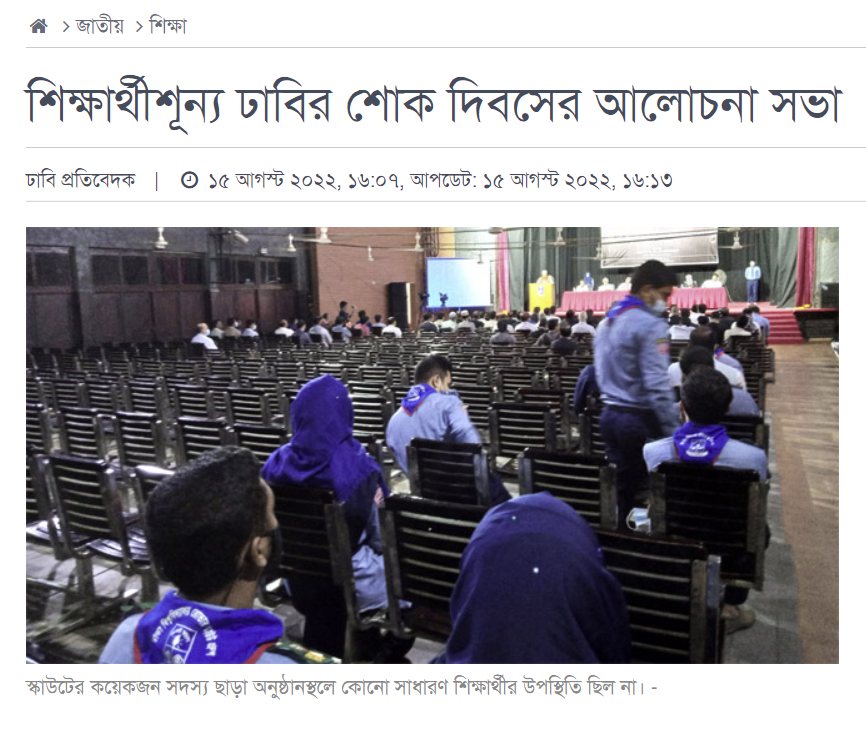 জাতীয় শিক্ষা
শিক্ষার্থীশূন্য ঢাবির শোক দিবসের আলোচনা সভা
ঢাবি প্রতিবেদক | ১৫ আগস্ট ২০২২, ১৬:০৭, আপডেট: ১৫ আগস্ট ২০২২, ১৬:১৩
স্কাউটের কয়েকজন সদস্য ছাড়া অনুষ্ঠানস্থলে কোনো সাধারণ শিক্ষার্থীর উপস্থিতি ছিল না। -